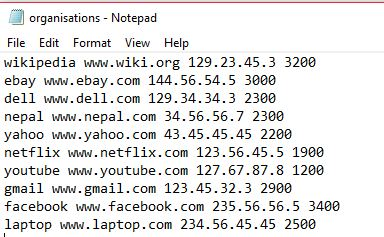 organisations - Notepad
File Edit Format View Help
wikipedia www.wiki.org 129.23.45.3 3200
ebay www.ebay.com 144.56.54.5 3000
dell www.dell.com 129.34.34.3 2300
nepal www.nepal.com 34.56.56.7 2300
yahoo www.yahoo.com 43.45.45.45 2200
netflix www.netflix.com 123.56.45.5 1900
youtube www.youtube.com 127.67.87.8 1200
gmail www.gmail.com 123.45.32.3 2900
facebook www.facebook.com 235.56.56.5 3400
laptop www.laptop.com 234.56.45.45 2500